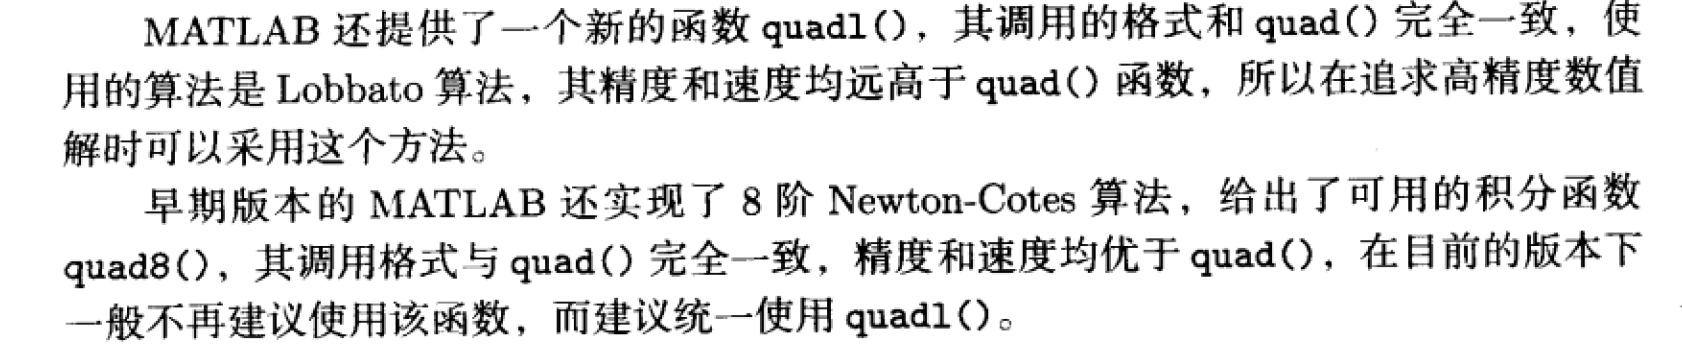 MATLAB 还提供了一个新的函数 quadl()，其调用的格式和 quad() 完全一致，使
用的算法是 Lobbato 算法，其精度和速度均远高于 quad() 函数，所以在追求高精度数值
解时可以采用这个方法。
早期版本的 MATLAB 还实现了 8 阶 Newton-Cotes 算法，给出了可用的积分函数
quad8()，其调用格式与 quad() 完全一致，精度和速度均优于 quad()，在目前的版本下
一般不再建议使用该函数，而建议统一使用 quadl()。